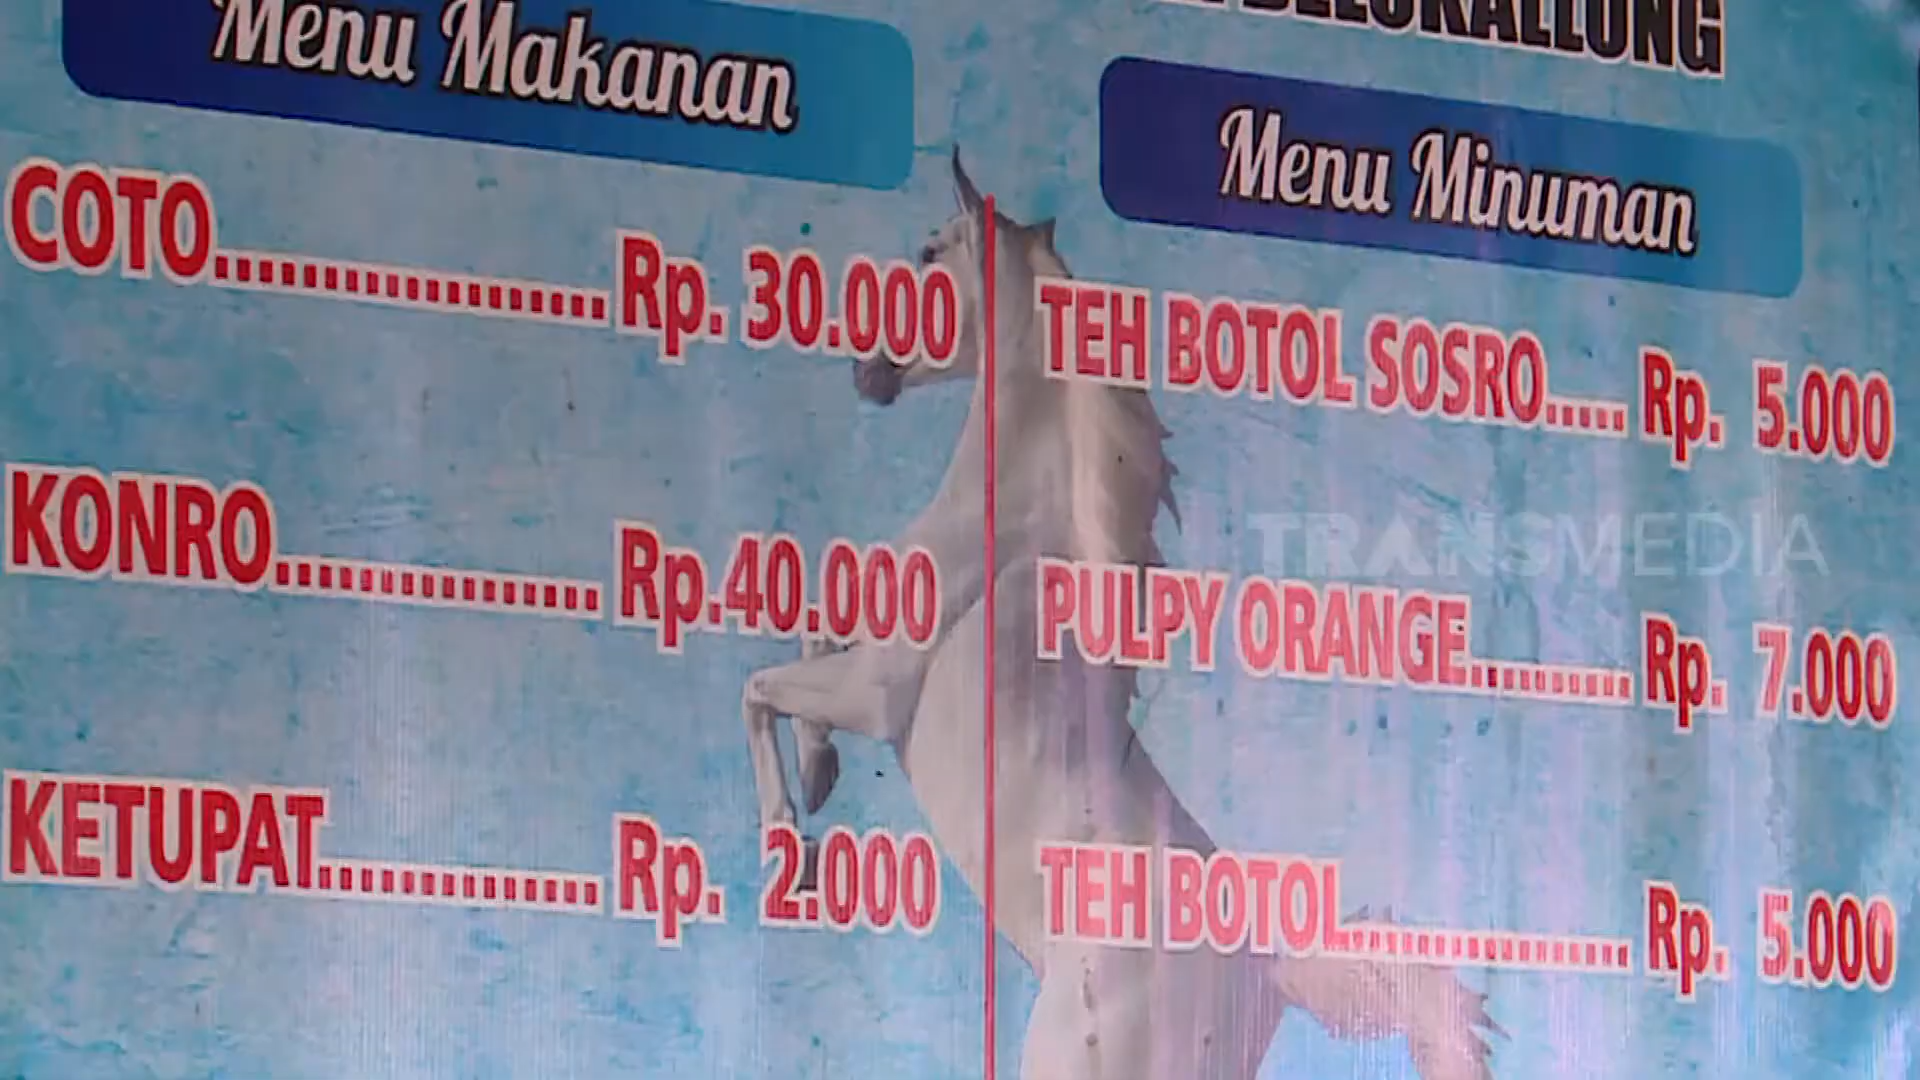 Menu Makanan
COTO..................... Rp. 30.000
KONRO.................. Rp.40.000
KETUPAT............... Rp. 2.000
Menu Minuman
TEH BOTOL SOSRO..... Rp. 5.000
PULPY ORANGE.......... Rp. 7.000
TEH BOTOL.................. Rp. 5.000
TRANSMEDIA